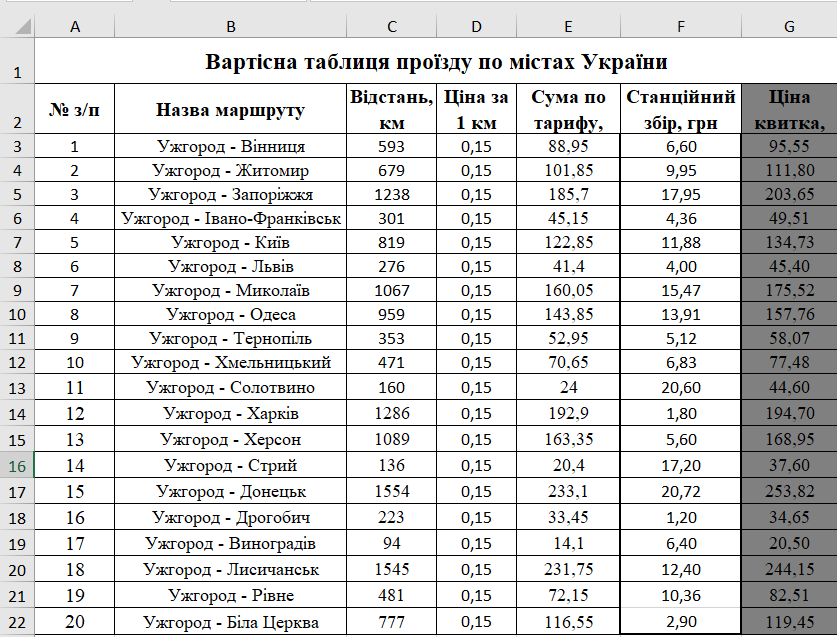 A B C D E F G
1 Вартісна таблиця проїзду по містах України
2 № з/п Назва маршруту Відстань, км Ціна за 1 км Сума по тарифу, Станційний збір, грн Ціна квитка,
3 1 Ужгород - Вінниця 593 0,15 88,95 6,60 95,55
4 2 Ужгород - Житомир 679 0,15 101,85 9,95 111,80
5 3 Ужгород - Запоріжжя 1238 0,15 185,7 17,95 203,65
6 4 Ужгород - Івано-Франківськ 301 0,15 45,15 4,36 49,51
7 5 Ужгород - Київ 819 0,15 122,85 11,88 134,73
8 6 Ужгород - Львів 276 0,15 41,4 4,00 45,40
9 7 Ужгород - Миколаїв 1067 0,15 160,05 15,47 175,52
10 8 Ужгород - Одеса 959 0,15 143,85 13,91 157,76
11 9 Ужгород - Тернопіль 353 0,15 52,95 5,12 58,07
12 10 Ужгород - Хмельницький 471 0,15 70,65 6,83 77,48
13 11 Ужгород - Солотвино 160 0,15 24 20,60 44,60
14 12 Ужгород - Харків 1286 0,15 192,9 1,80 194,70
15 13 Ужгород - Херсон 1089 0,15 163,35 5,60 168,95
16 14 Ужгород - Стрий 136 0,15 20,4 17,20 37,60
17 15 Ужгород - Донецьк 1554 0,15 233,1 20,72 253,82
18 16 Ужгород - Дрогобич 223 0,15 33,45 1,20 34,65
19 17 Ужгород - Виноградів 94 0,15 14,1 6,40 20,50
20 18 Ужгород - Лисичанськ 1545 0,15 231,75 12,40 244,15
21 19 Ужгород - Рівне 481 0,15 72,15 10,36 82,51
22 20 Ужгород - Біла Церква 777 0,15 116,55 2,90 119,45